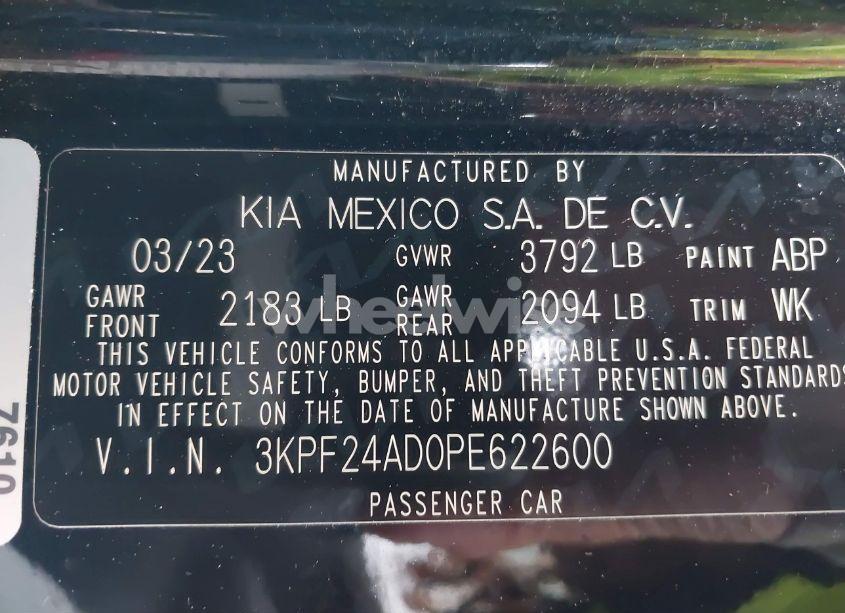 MANUFACTURED BY
KIA MEXICO S.A. DE C.V.
03/23 GVWR 3792 LB PAINT ABP
GAWR FRONT 2183 LB GAWR REAR 2094 LB TRIM WK
THIS VEHICLE CONFORMS TO ALL APPLICABLE U.S.A. FEDERAL
MOTOR VEHICLE SAFETY, BUMPER, AND THEFT PREVENTION STANDARDS
IN EFFECT ON THE DATE OF MANUFACTURE SHOWN ABOVE.
V.I.N. 3KPF24AD0PE622600
PASSENGER CAR